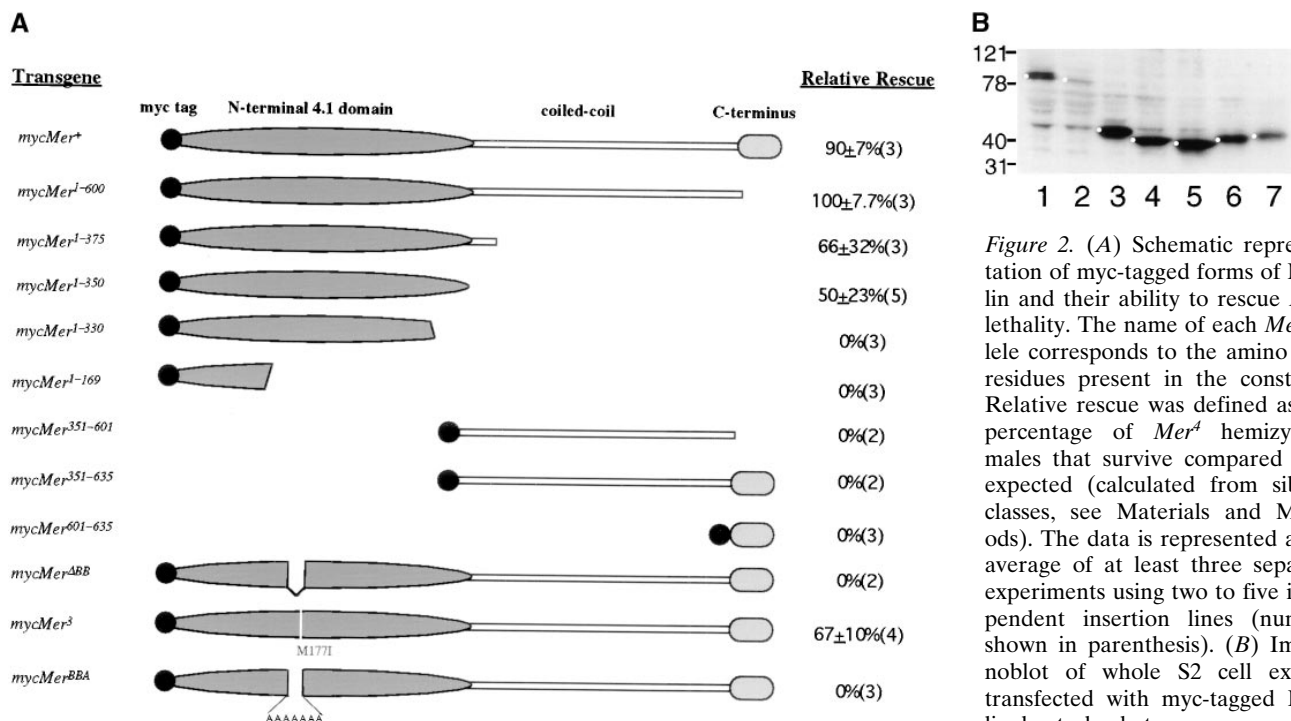 A
Transgene
Relative Rescue
myc tag N-terminal 4.1 domain coiled-coil C-terminus
mycMer+ 90±7%(3)
mycMer1-600 100±7.7%(3)
mycMer1-375 66±32%(3)
mycMer1-350 50±23%(5)
mycMer1-330 0%(3)
mycMer1-169 0%(3)
mycMer351-601 0%(2)
mycMer351-635 0%(2)
mycMer601-635 0%(3)
mycMerΔBB 0%(2)
mycMer3 67±10%(4)
M177I
mycMerBBA 0%(3)
AAAAAAA
B
121
78
40
31
1 2 3 4 5 6 7
Figure 2. (A) Schematic repre
tation of myc-tagged forms of
lin and their ability to rescue
lethality. The name of each Me
lele corresponds to the amino
residues present in the const
Relative rescue was defined as
percentage of Mer4 hemizy
males that survive compared
expected (calculated from sib
classes, see Materials and M
ods). The data is represented a
average of at least three sepa
experiments using two to five i
pendent insertion lines (nu
shown in parenthesis). (B) Im
noblot of whole S2 cell ex
transfected with myc-tagged